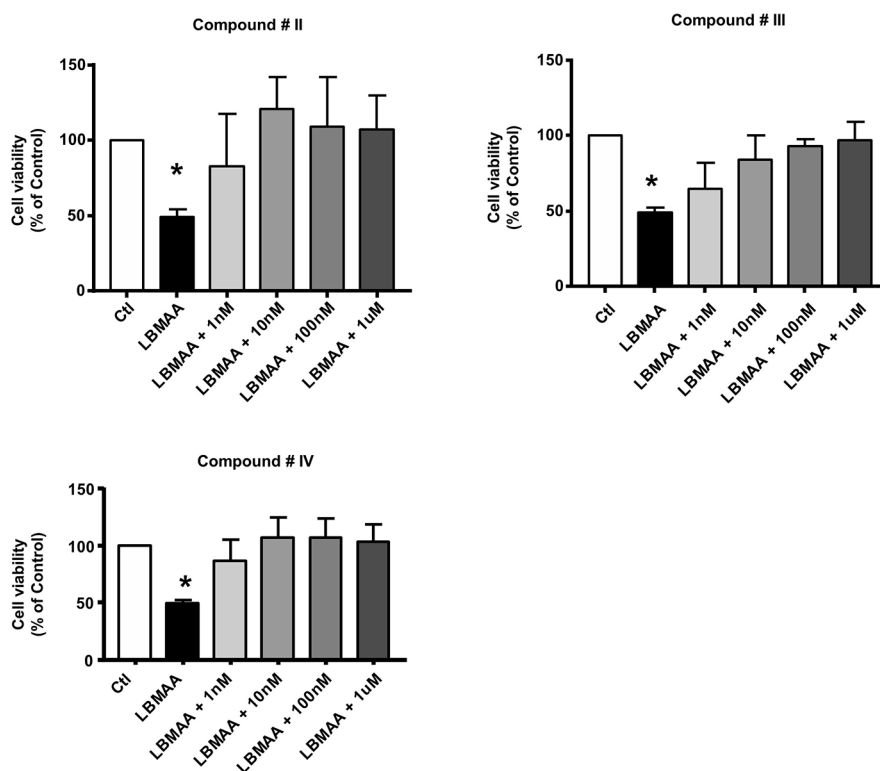 Compound # II
Cell viability
(% of Control)
150
100
50
0
*
Ctl
LBMAA
LBMAA + 1nM
LBMAA + 10nM
LBMAA + 100nM
LBMAA + 1uM
Compound # III
Cell viability
(% of Control)
150
100
50
0
*
Ctl
LBMAA
LBMAA + 1nM
LBMAA + 10nM
LBMAA + 100nM
LBMAA + 1uM
Compound # IV
Cell viability
(% of Control)
150
100
50
0
*
Ctl
LBMAA
LBMAA + 1nM
LBMAA + 10nM
LBMAA + 100nM
LBMAA + 1uM